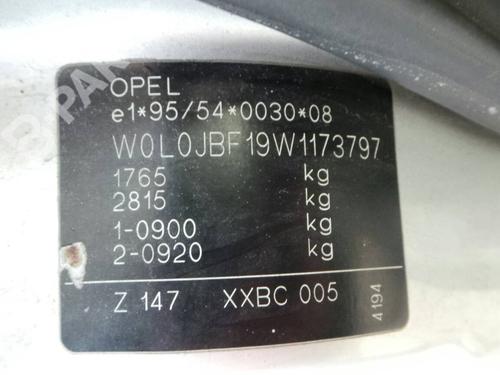 OPEL
e1*95/54*0030*08
W0L0JBF19W1173797
1765 kg
2815 kg
1-0900 kg
2-0920 kg
Z 147 XXBC 005
4194